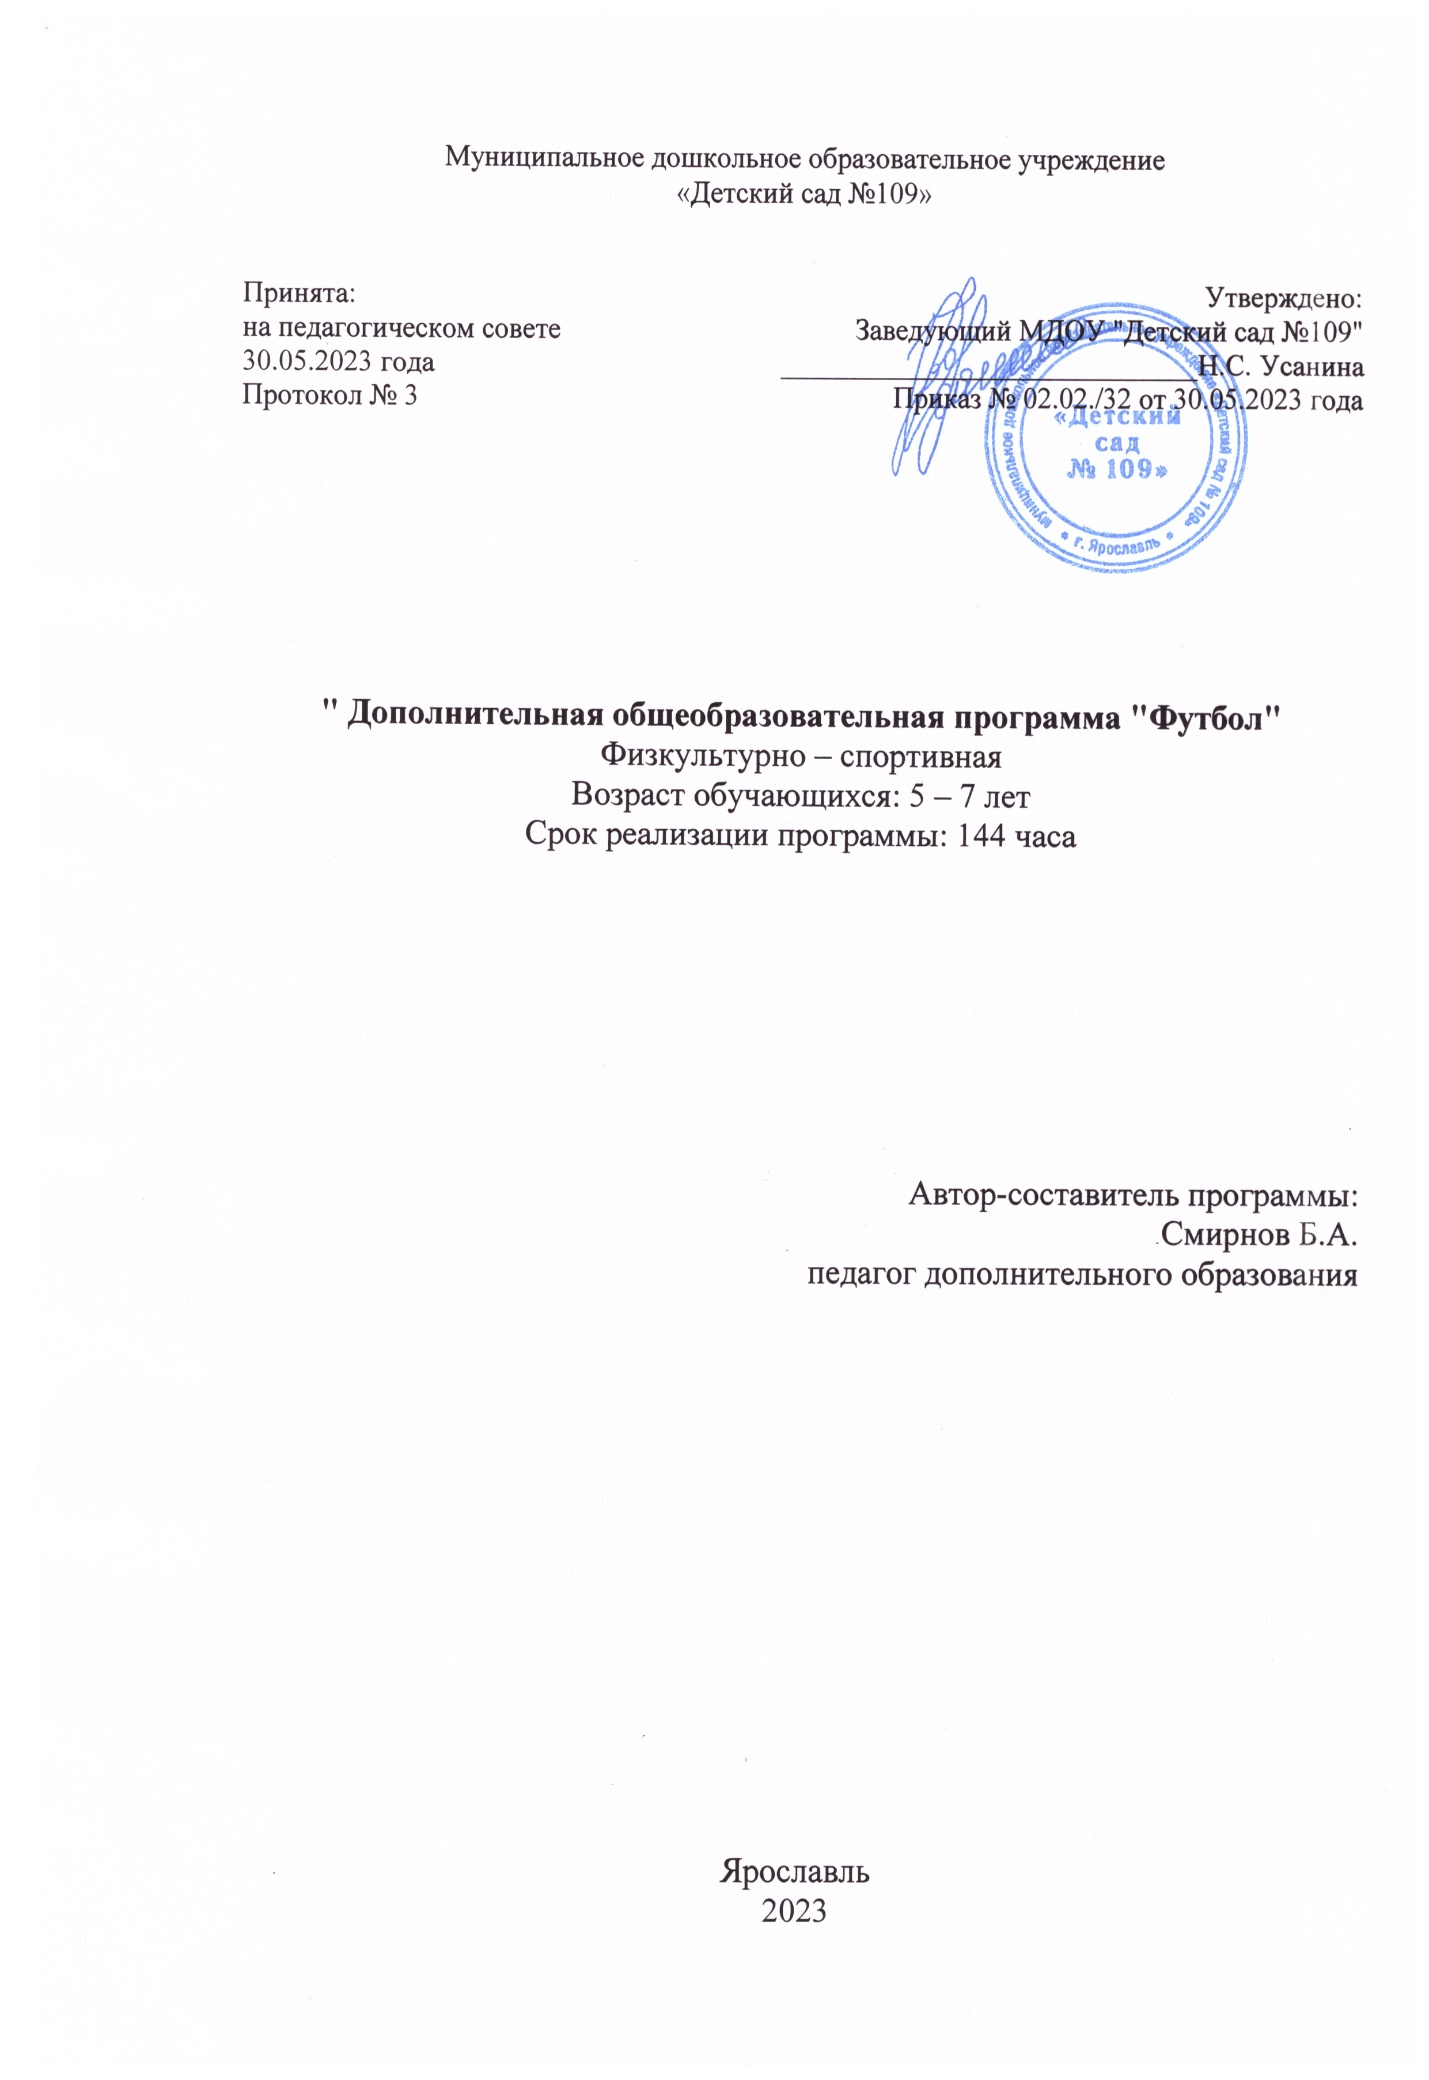 Муниципальное дошкольное образовательное учреждение
«Детский сад №109»
Принята:
на педагогическом совете
30.05.2023 года
Протокол № 3
Утверждено:
Заведующий МДОУ "Детский сад №109"
Н.С. Усанина
Приказ № 02.02./32 от 30.05.2023 года
«Детский
сад
№ 109»
г. Ярославль
" Дополнительная общеобразовательная программа "Футбол"
Физкультурно – спортивная
Возраст обучающихся: 5 – 7 лет
Срок реализации программы: 144 часа
Автор-составитель программы:
Смирнов Б.А.
педагог дополнительного образования
Ярославль
2023